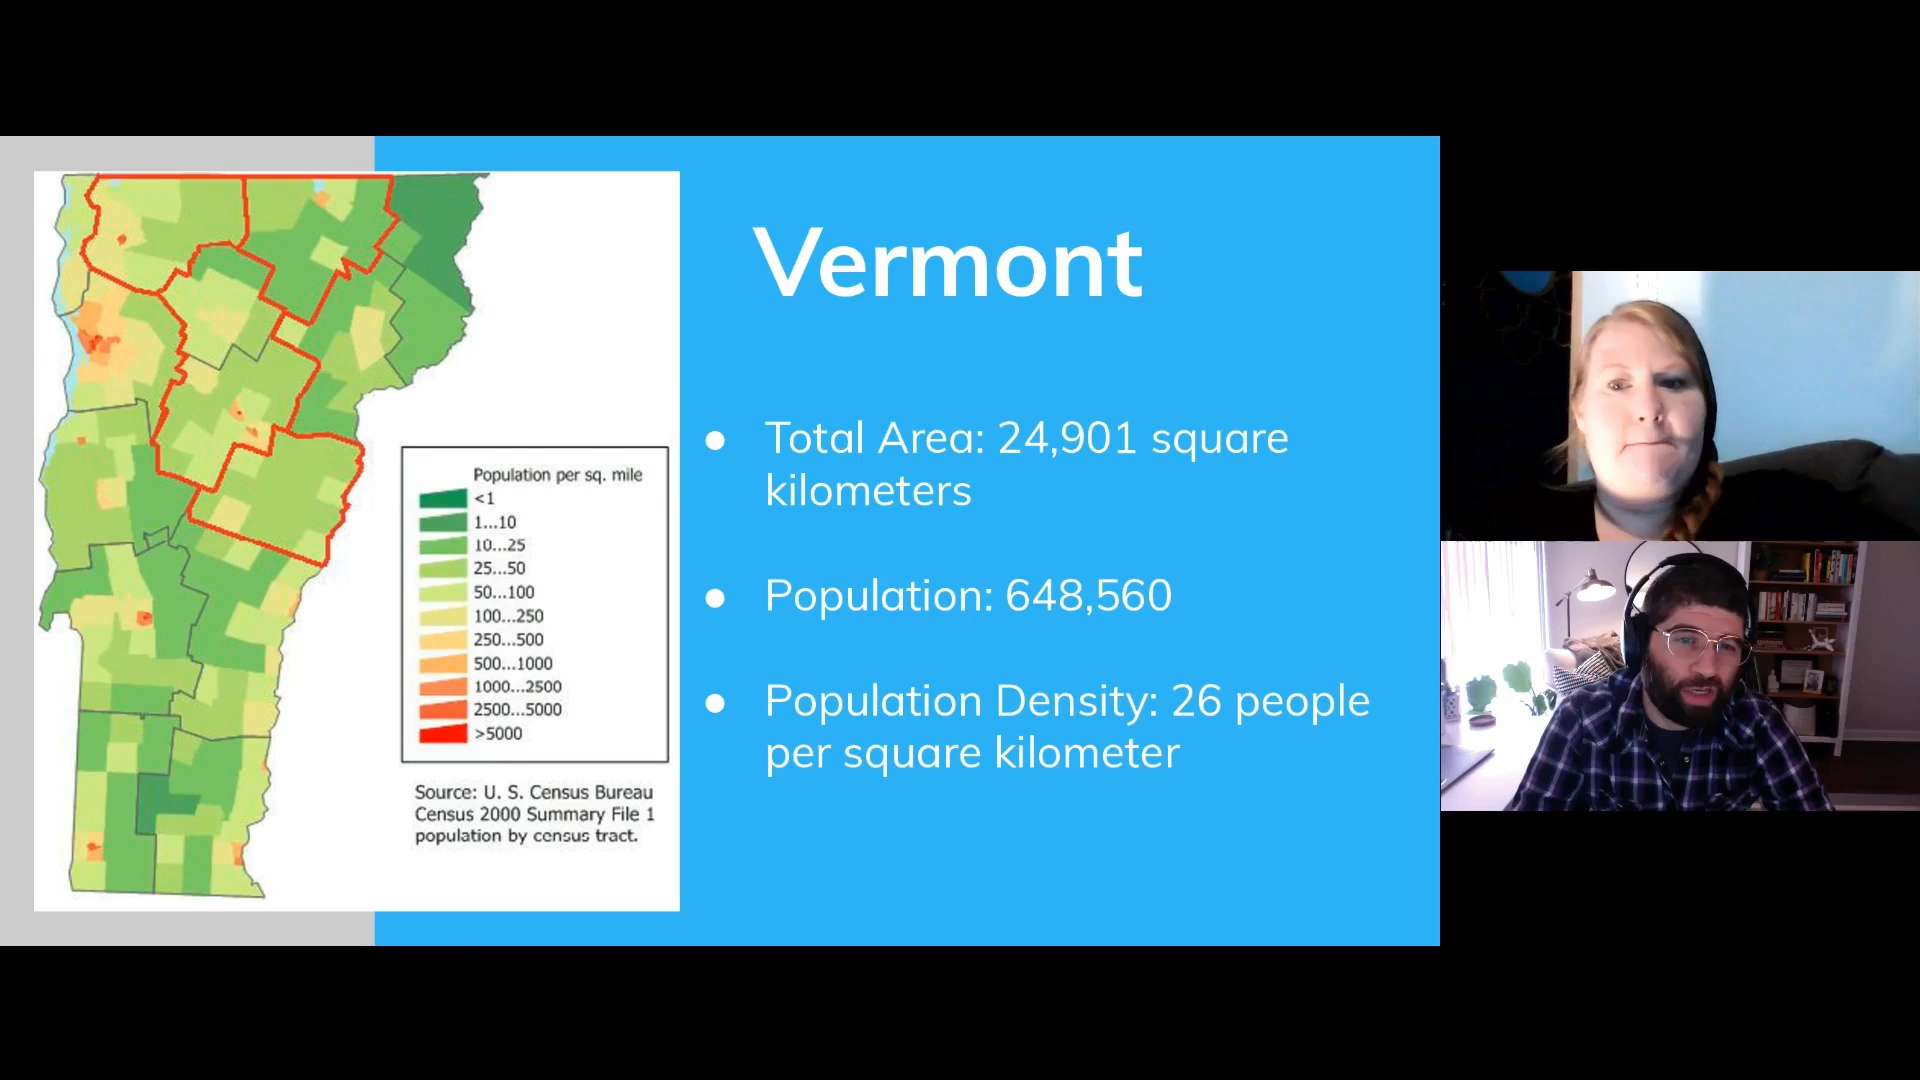 Vermont
● Total Area: 24,901 square
kilometers
● Population: 648,560
● Population Density: 26 people
per square kilometer
Population per sq. mile
<1
1...10
10...25
25...50
50...100
100...250
250...500
500...1000
1000...2500
2500...5000
>5000
Source: U. S. Census Bureau
Census 2000 Summary File 1
population by census tract.